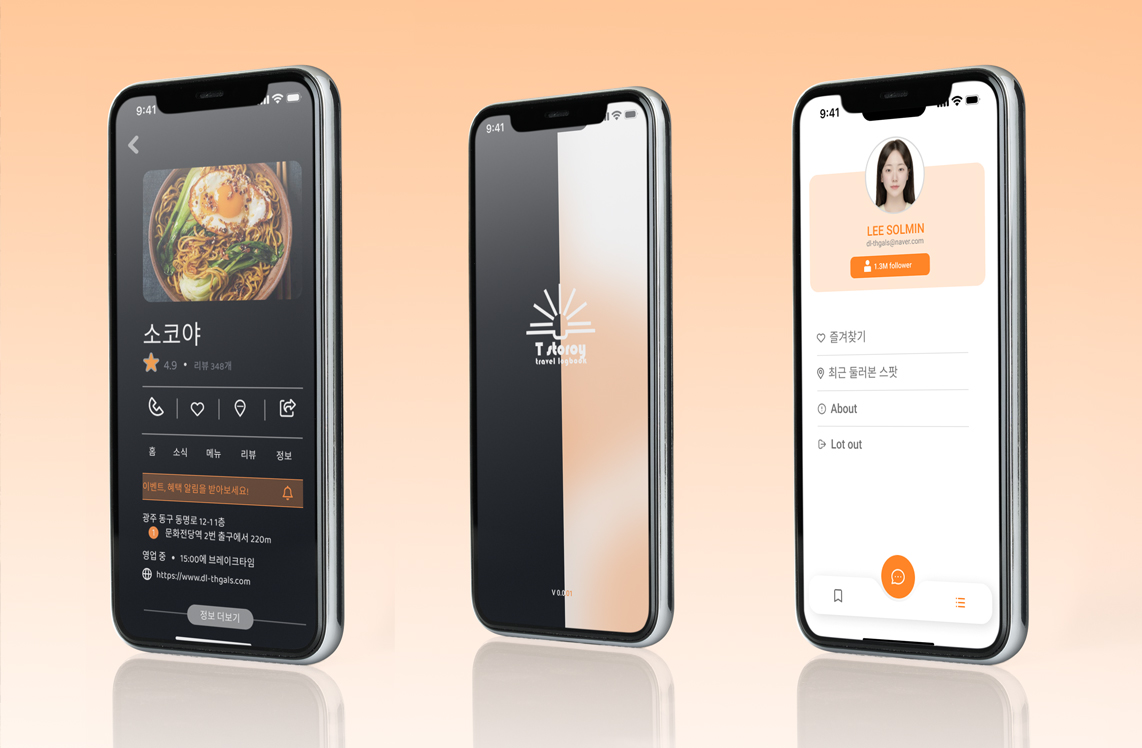 9:41
소코야
4.9 • 리뷰 348개
홈 소식 메뉴 리뷰 정보
이벤트, 혜택 알림을 받아보세요!
광주 동구 동명로 12-11층
1 문화전당역 2번 출구에서 220m
영업 중 • 15:00에 브레이크타임
https://www.dl-thgals.com
정보 더보기
9:41
T storoy
travel logbook
V 0.0.01
9:41
LEE SOLMIN
dl-thgals@naver.com
1.3M follower
즐겨찾기
최근 둘러본 스팟
About
Lot out